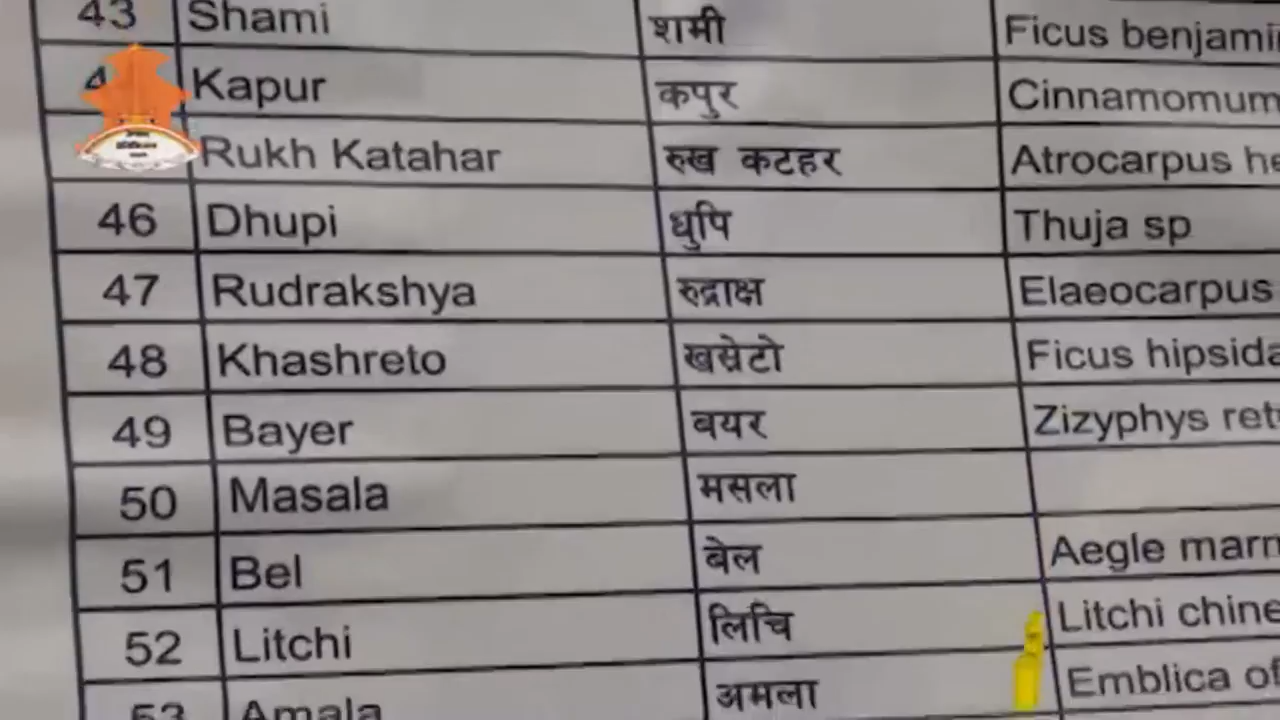 43 Shami शमी Ficus benjami
4 Kapur कपुर Cinnamomum
Rukh Katahar रुख कटहर Atrocarpus he
46 Dhupi धुपि Thuja sp
47 Rudrakshya रुद्राक्ष Elaeocarpus
48 Khashreto खस्रेटो Ficus hipsida
49 Bayer बयर Zizyphys ret
50 Masala मसला
51 Bel बेल Aegle marm
52 Litchi लिचि Litchi chine
53 Amala अमला Emblica of